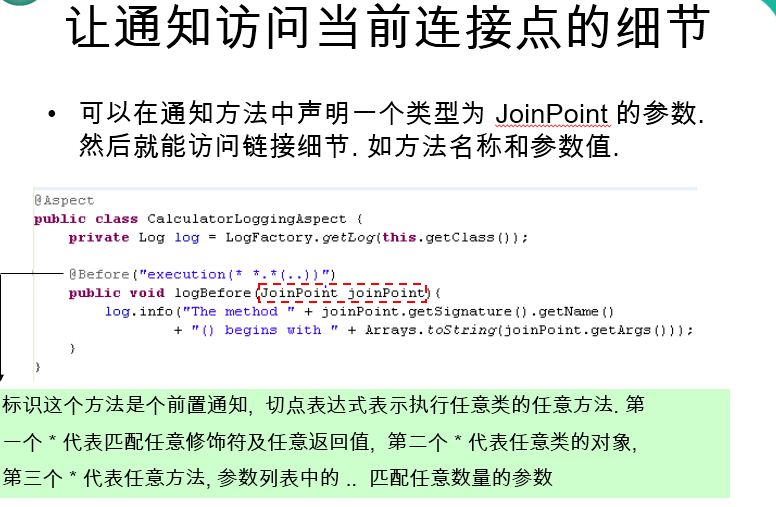 让通知访问当前连接点的细节
• 可以在通知方法中声明一个类型为 JoinPoint 的参数.
然后就能访问链接细节. 如方法名称和参数值.
@Aspect
public class CalculatorLoggingAspect {
private Log log = LogFactory.getLog(this.getClass());
@Before("execution(* *.*(..))")
public void logBefore(JoinPoint joinPoint){
log.info("The method " + joinPoint.getSignature().getName()
+ "() begins with " + Arrays.toString(joinPoint.getArgs()));
}
}
标识这个方法是个前置通知, 切点表达式表示执行任意类的任意方法. 第
一个 * 代表匹配任意修饰符及任意返回值, 第二个 * 代表任意类的对象,
第三个 * 代表任意方法, 参数列表中的 .. 匹配任意数量的参数